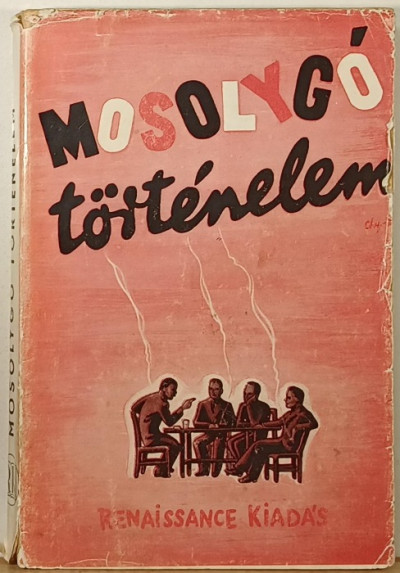 MOSOLYGÓ
történelem
RENAISSANCE KIADÁS
MOSOLYGÓ TÖRTÉNELEM